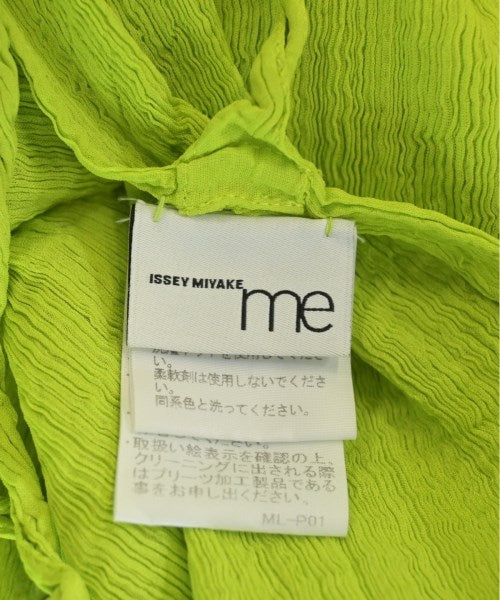 ISSEY MIYAKE me
い。
柔軟剤は使用しないでくださ
い。
同系色と洗ってください。
取扱い絵表示を確認の上、
クリーニングに出される際
はプリーツ加工製品である
事をお申し出ください。
ML-P01